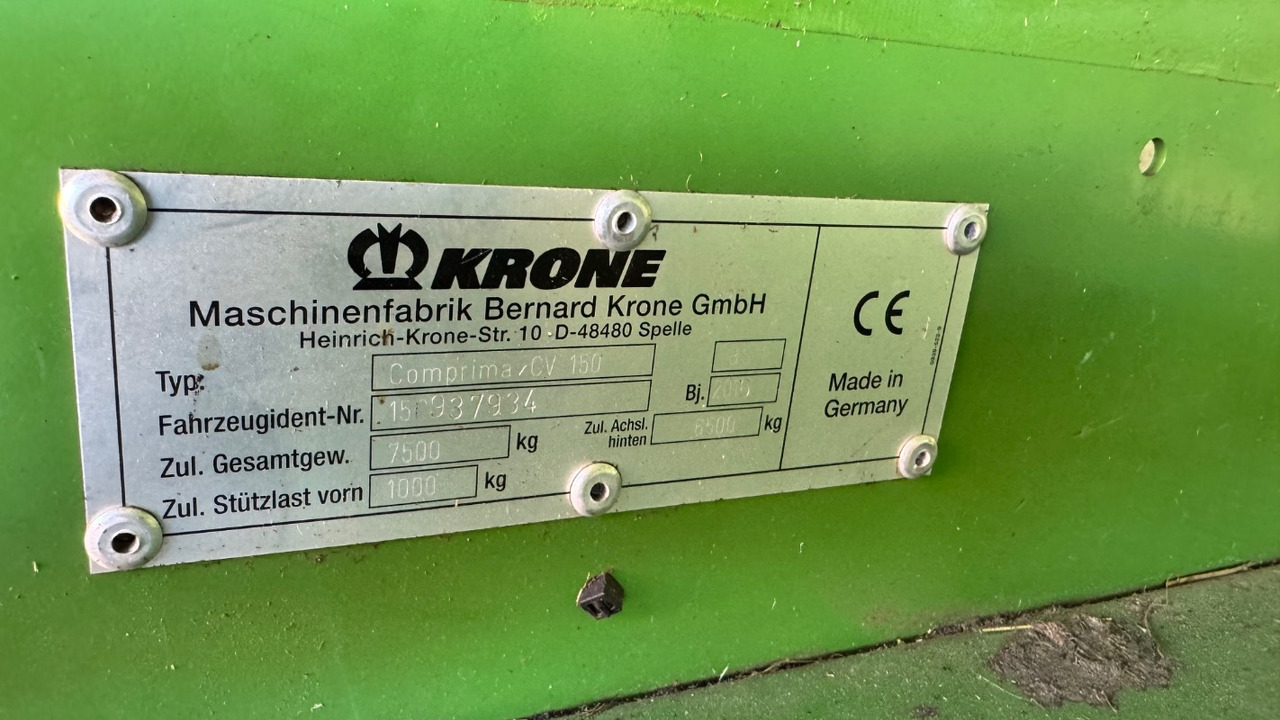 KRONE
Maschinenfabrik Bernard Krone GmbH
Heinrich-Krone-Str. 10 · D-48480 Spelle
Typ: Comprima/CV 150
Fahrzeugident-Nr. Bj.
Zul. Gesamtgew. 7500 kg Zul. Achsl. hinten 6500 kg
Zul. Stützlast vorn 1000 kg
CE
Made in
Germany